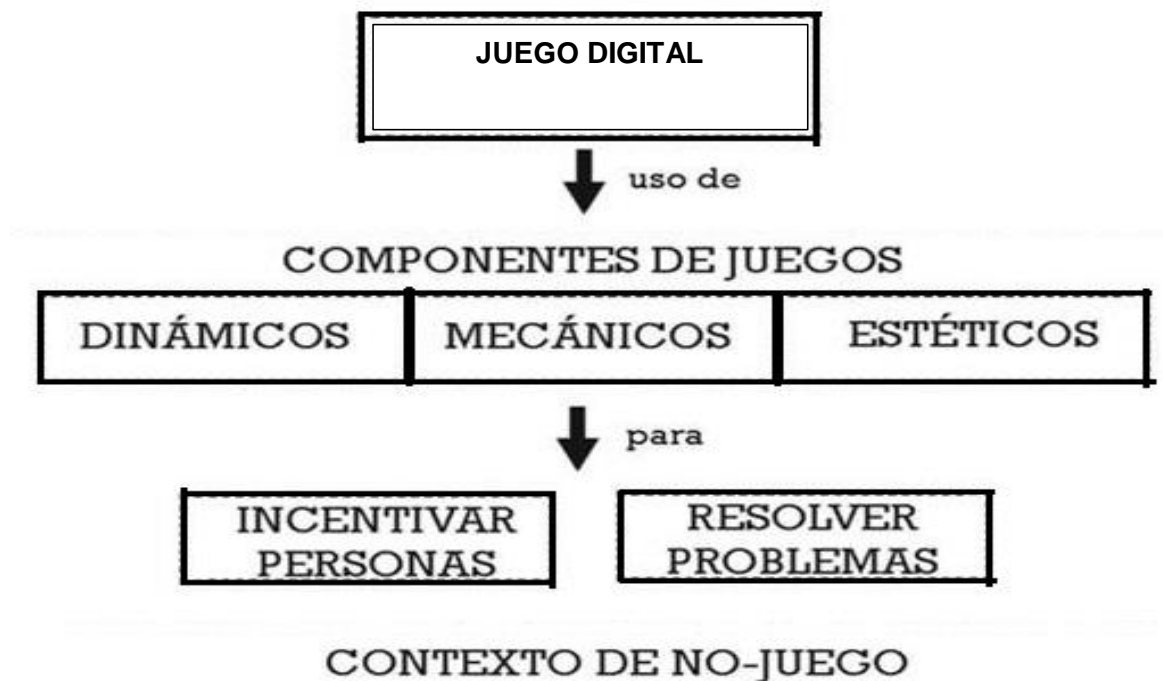 JUEGO DIGITAL
uso de
COMPONENTES DE JUEGOS
DINÁMICOS MECÁNICOS ESTÉTICOS
para
INCENTIVAR PERSONAS
RESOLVER PROBLEMAS
CONTEXTO DE NO-JUEGO